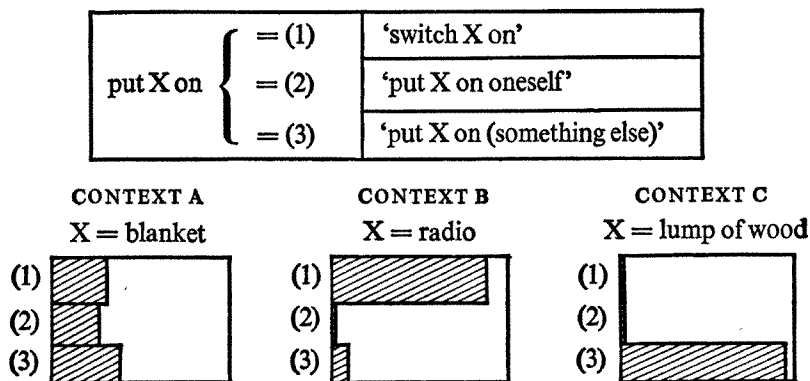 put X on
= (1) ‘switch X on’
= (2) ‘put X on oneself’
= (3) ‘put X on (something else)’
CONTEXT A CONTEXT B CONTEXT C
X = blanket X = radio X = lump of wood
(1) (1) (1)
(2) (2) (2)
(3) (3) (3)